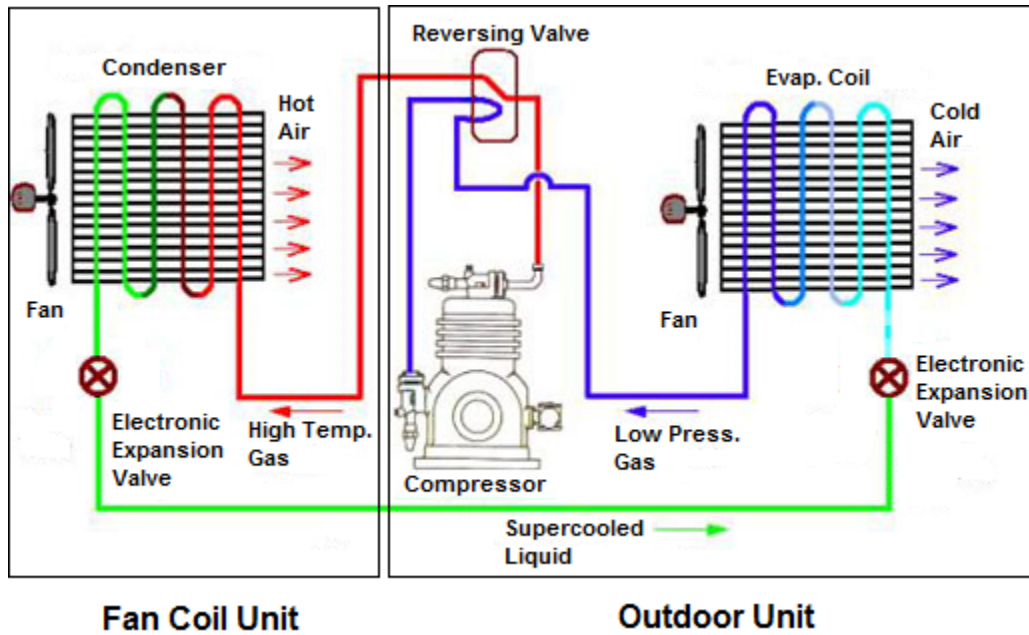 Reversing Valve
Condenser
Hot
Air
Evap. Coil
Cold
Air
Fan
Fan
Electronic
Expansion
Valve
High Temp.
Gas
Compressor
Low Press.
Gas
Electronic
Expansion
Valve
Supercooled
Liquid
Fan Coil Unit
Outdoor Unit